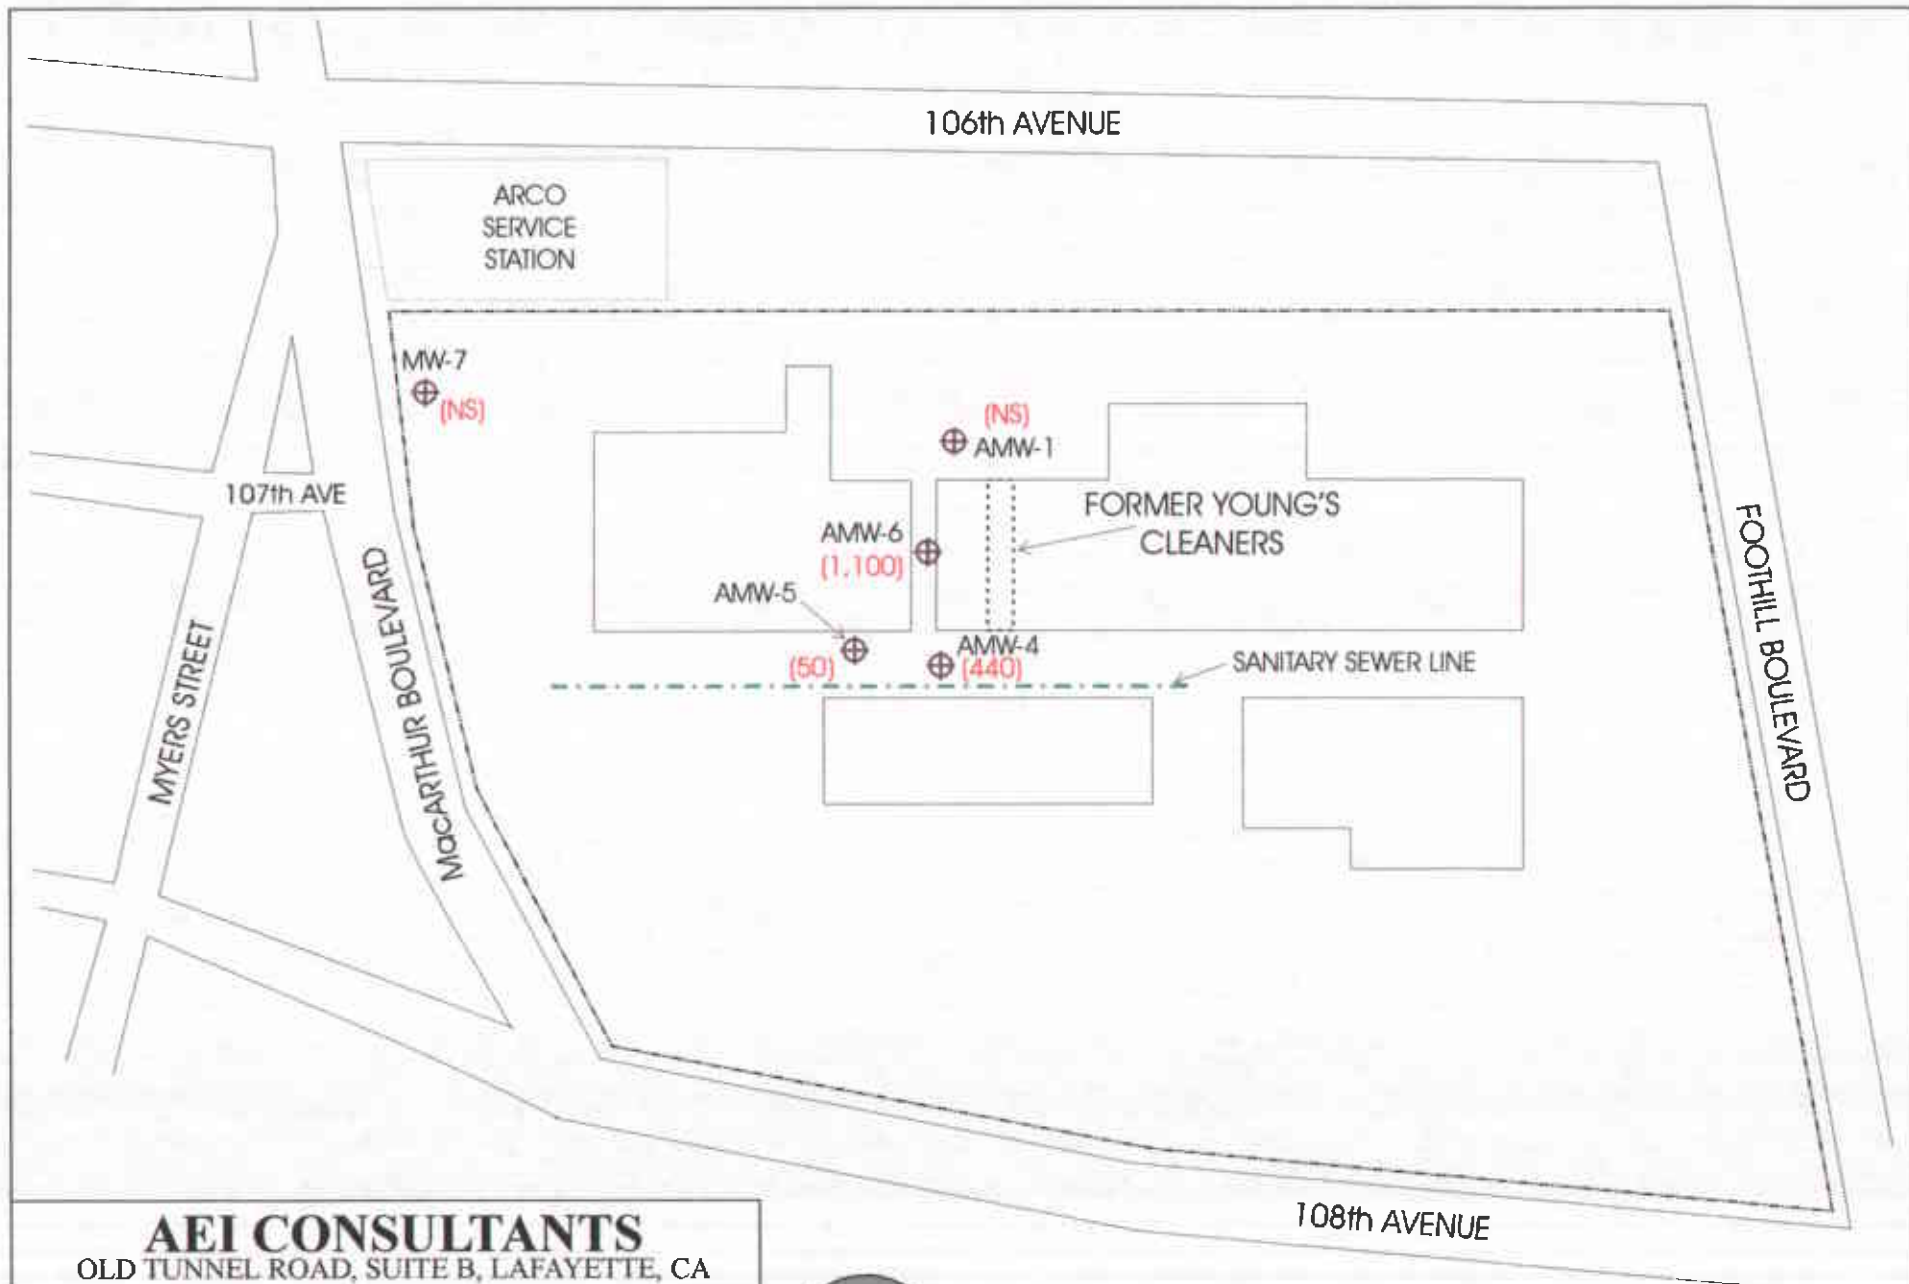 106th AVENUE
ARCO
SERVICE
STATION
MW-7
(NS)
(NS)
AMW-1
107th AVE
FORMER YOUNG'S
CLEANERS
AMW-6
(1,100)
AMW-5
AMW-4
(50)
(440)
SANITARY SEWER LINE
FOOTHILL BOULEVARD
MYERS STREET
MacARTHUR BOULEVARD
108th AVENUE
AEI CONSULTANTS
OLD TUNNEL ROAD, SUITE B, LAFAYETTE, CA